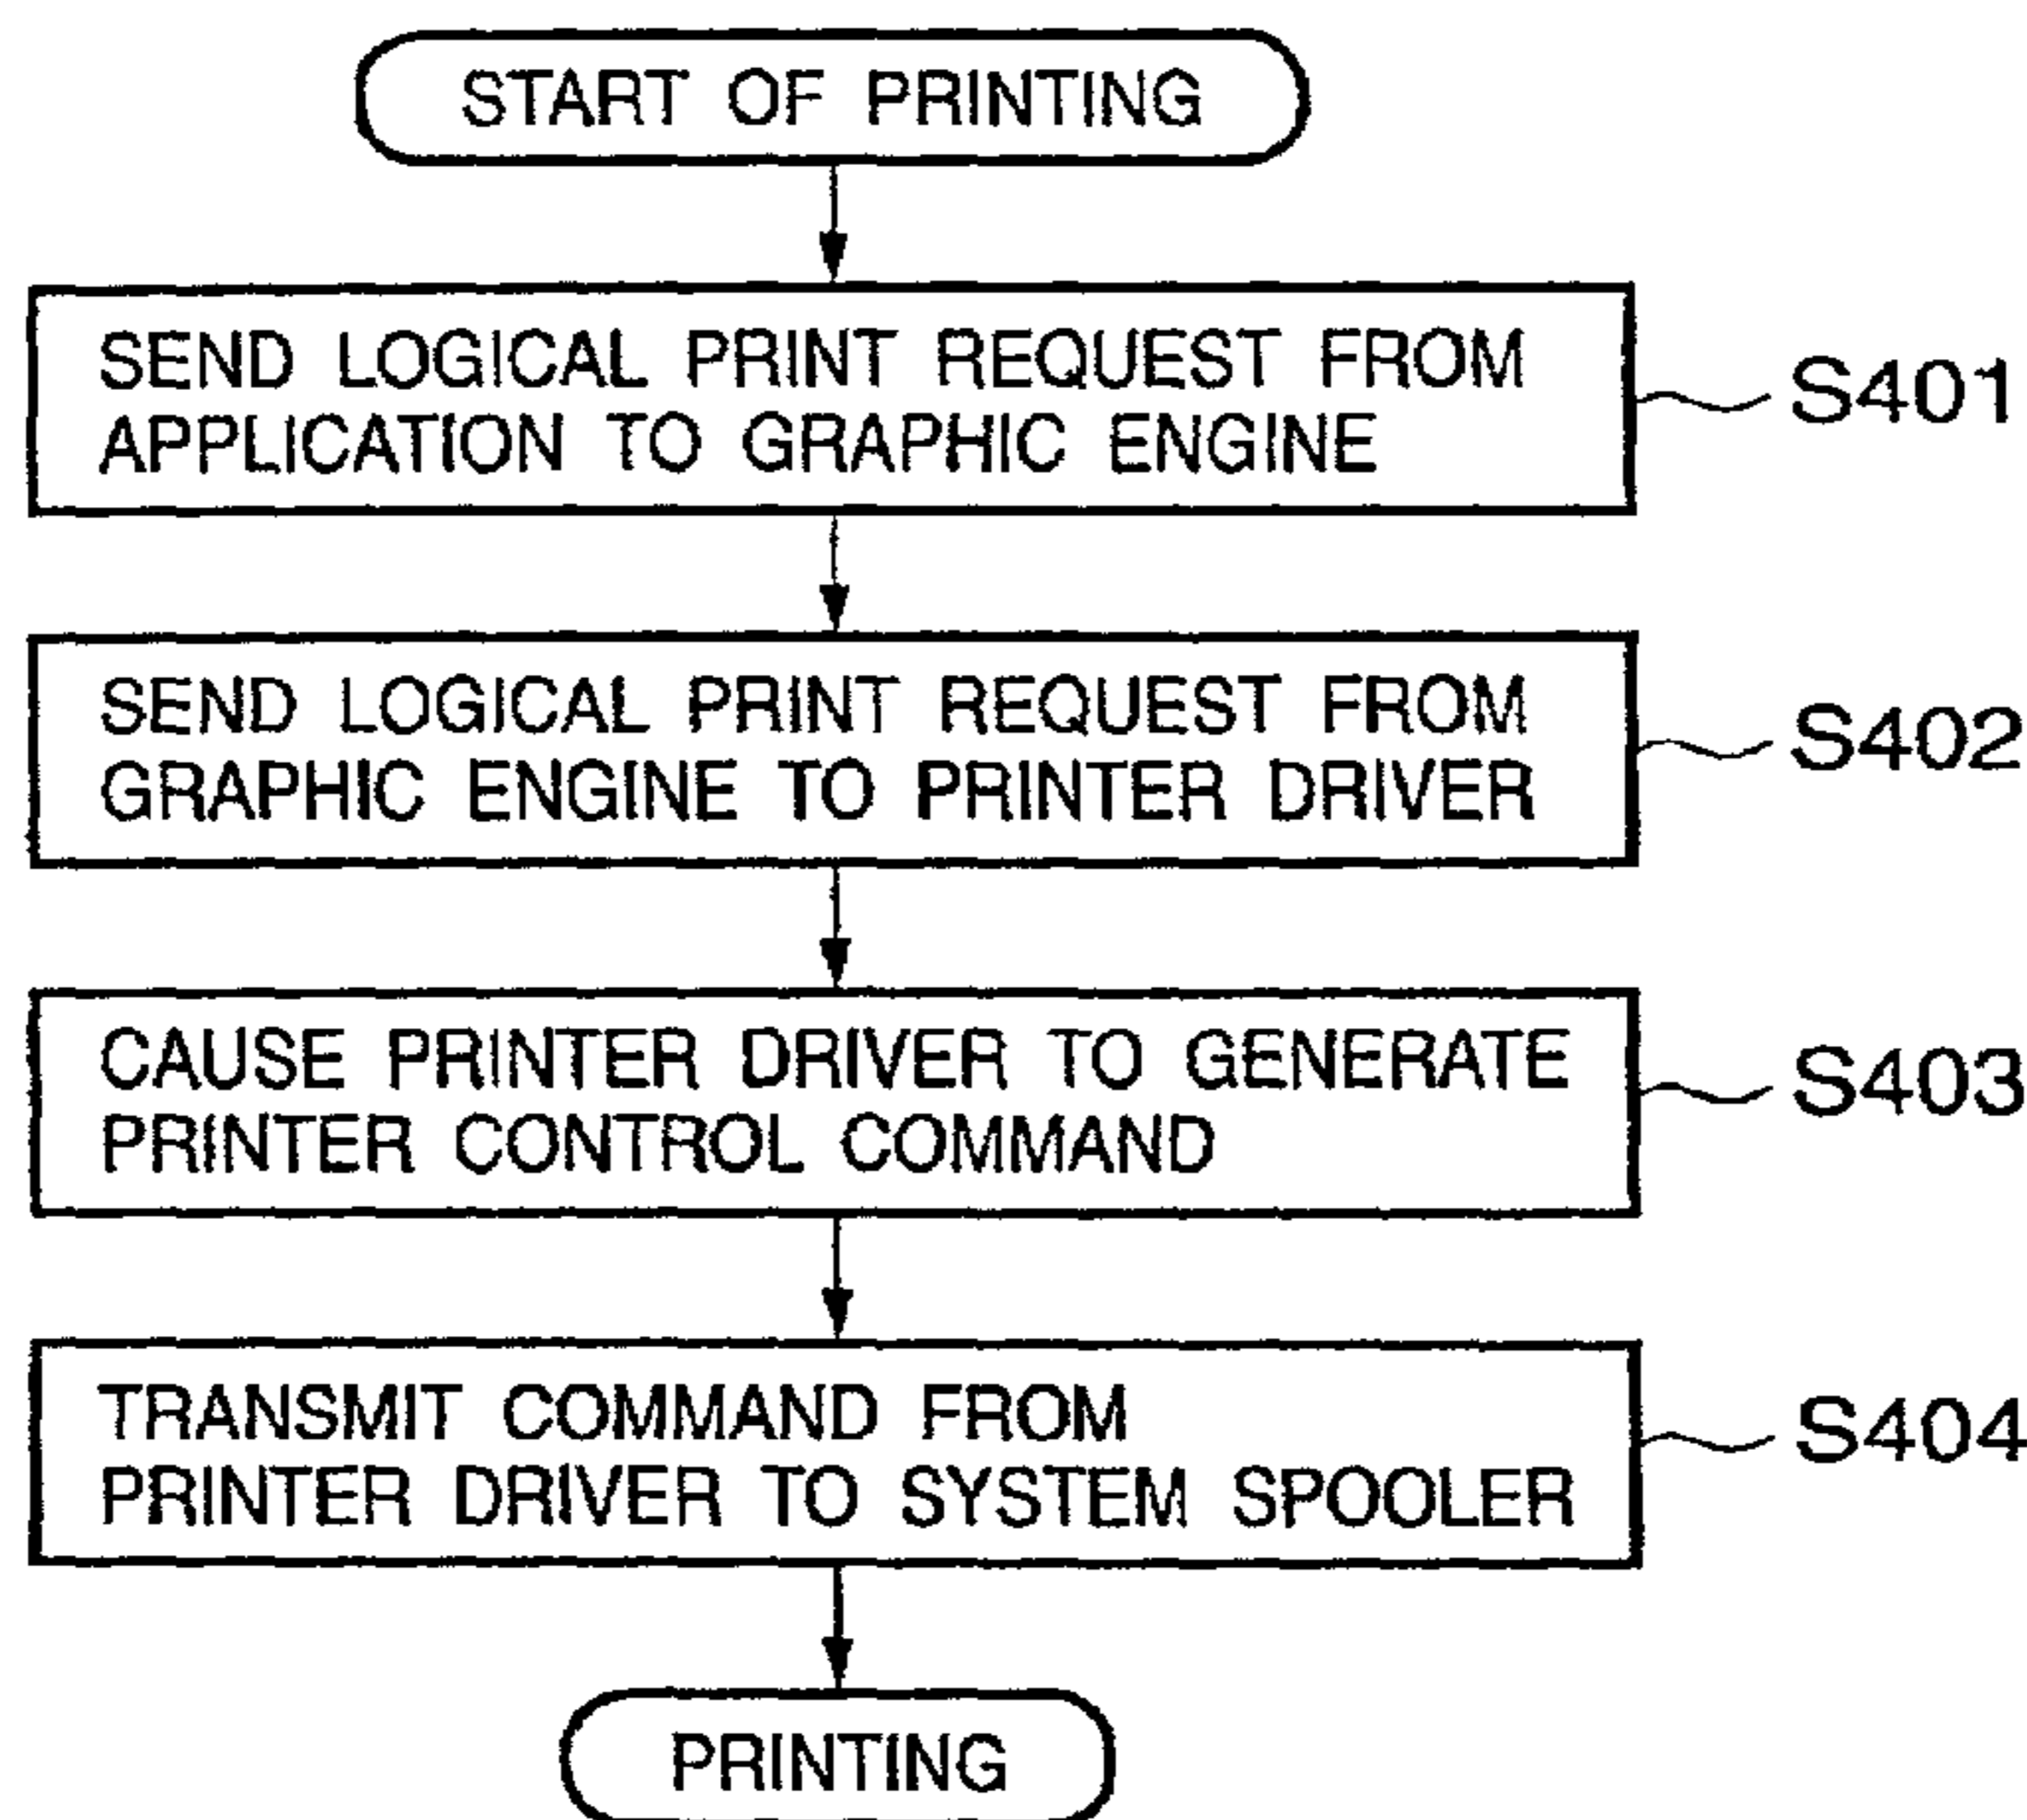 START OF PRINTING
SEND LOGICAL PRINT REQUEST FROM
APPLICATION TO GRAPHIC ENGINE
S401
SEND LOGICAL PRINT REQUEST FROM
GRAPHIC ENGINE TO PRINTER DRIVER
S402
CAUSE PRINTER DRIVER TO GENERATE
PRINTER CONTROL COMMAND
S403
TRANSMIT COMMAND FROM
PRINTER DRIVER TO SYSTEM SPOOLER
S404
PRINTING